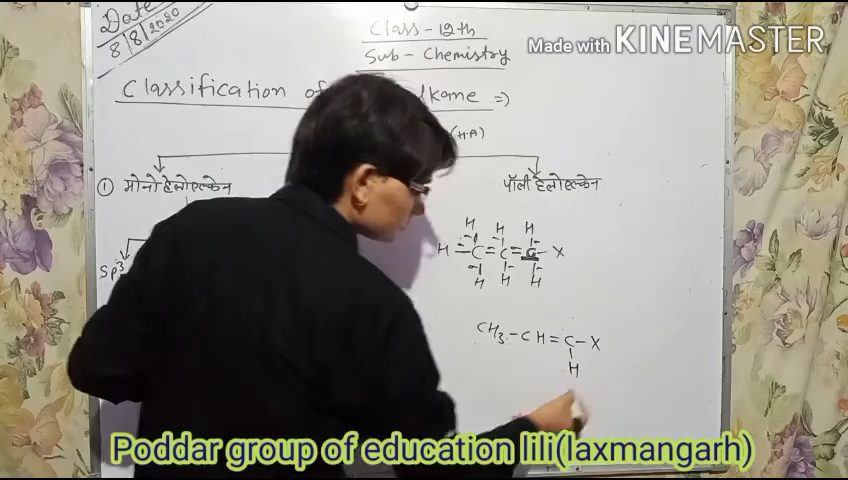 Date
8/8/2020
Class - 12th
Sub - Chemistry
Made with KINEMASTER
Classification of lkane =>
(H.A)
① मोनो हेलोएल्केन
पॉली हेलोएल्केन
Sp³
H H H
H - C = C = C - X
H H H
CH₃ - CH = C - X
H
Poddar group of education lili(laxmangarh)